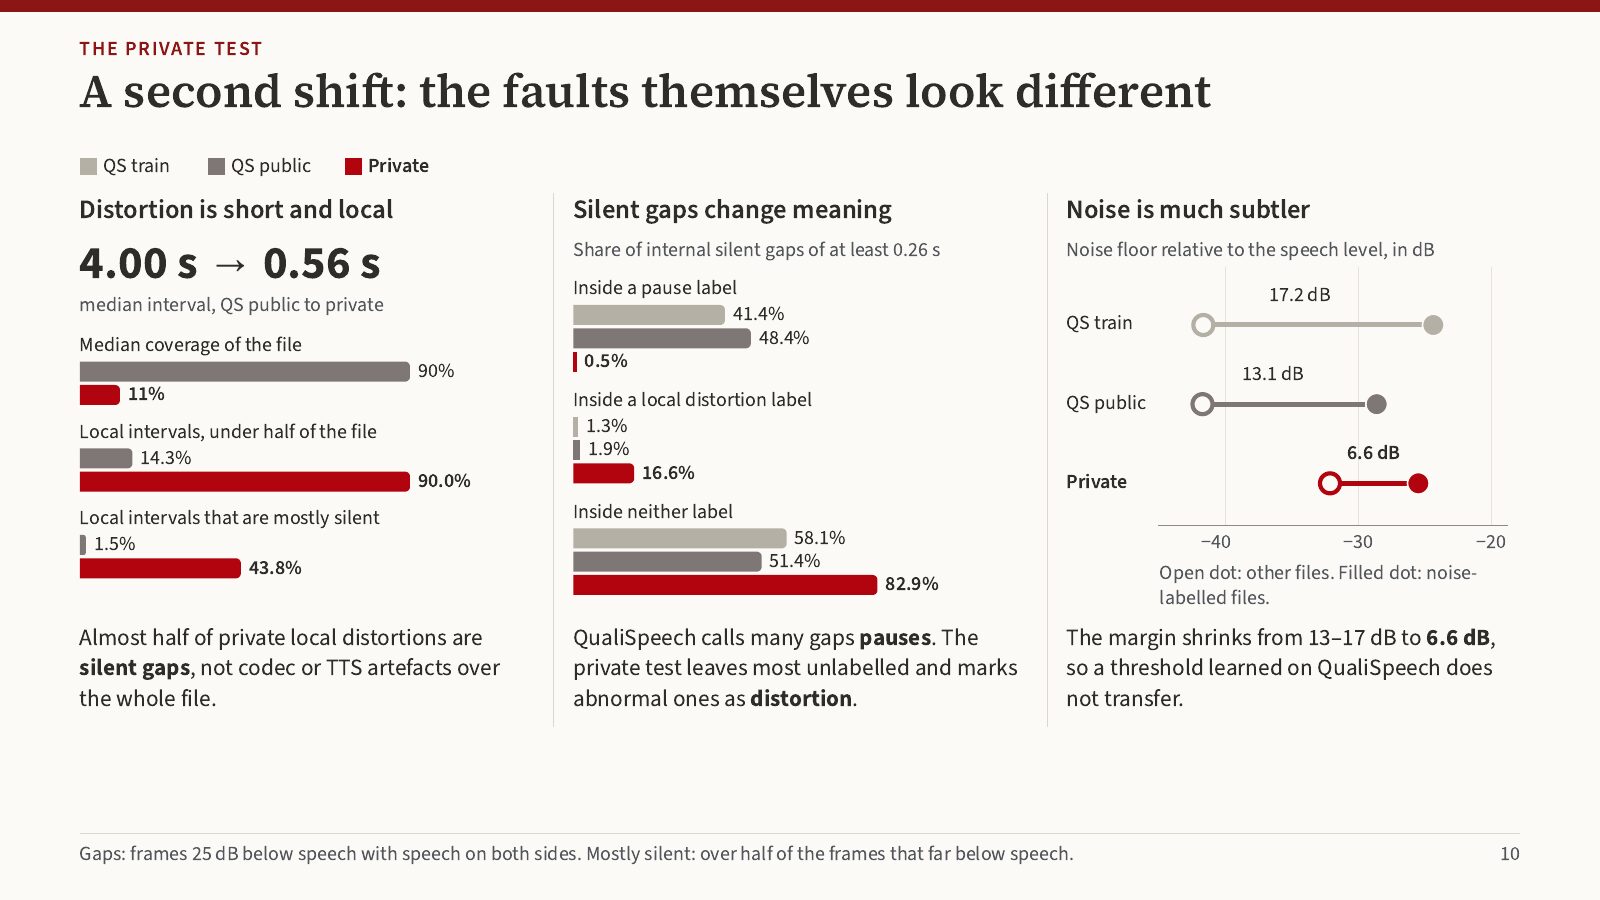 THE PRIVATE TEST
A second shift: the faults themselves look different
QS train
QS public
Private
Distortion is short and local
4.00 s → 0.56 s
median interval, QS public to private
Median coverage of the file
90%
11%
Local intervals, under half of the file
14.3%
90.0%
Local intervals that are mostly silent
1.5%
43.8%
Almost half of private local distortions are
silent gaps, not codec or TTS artefacts over
the whole file.
Silent gaps change meaning
Share of internal silent gaps of at least 0.26 s
Inside a pause label
41.4%
48.4%
0.5%
Inside a local distortion label
1.3%
1.9%
16.6%
Inside neither label
58.1%
51.4%
82.9%
QualiSpeech calls many gaps pauses. The
private test leaves most unlabelled and marks
abnormal ones as distortion.
Noise is much subtler
Noise floor relative to the speech level, in dB
17.2 dB
QS train
13.1 dB
QS public
6.6 dB
Private
−40
−30
−20
Open dot: other files. Filled dot: noise-
labelled files.
The margin shrinks from 13–17 dB to 6.6 dB,
so a threshold learned on QualiSpeech does
not transfer.
Gaps: frames 25 dB below speech with speech on both sides. Mostly silent: over half of the frames that far below speech.
10